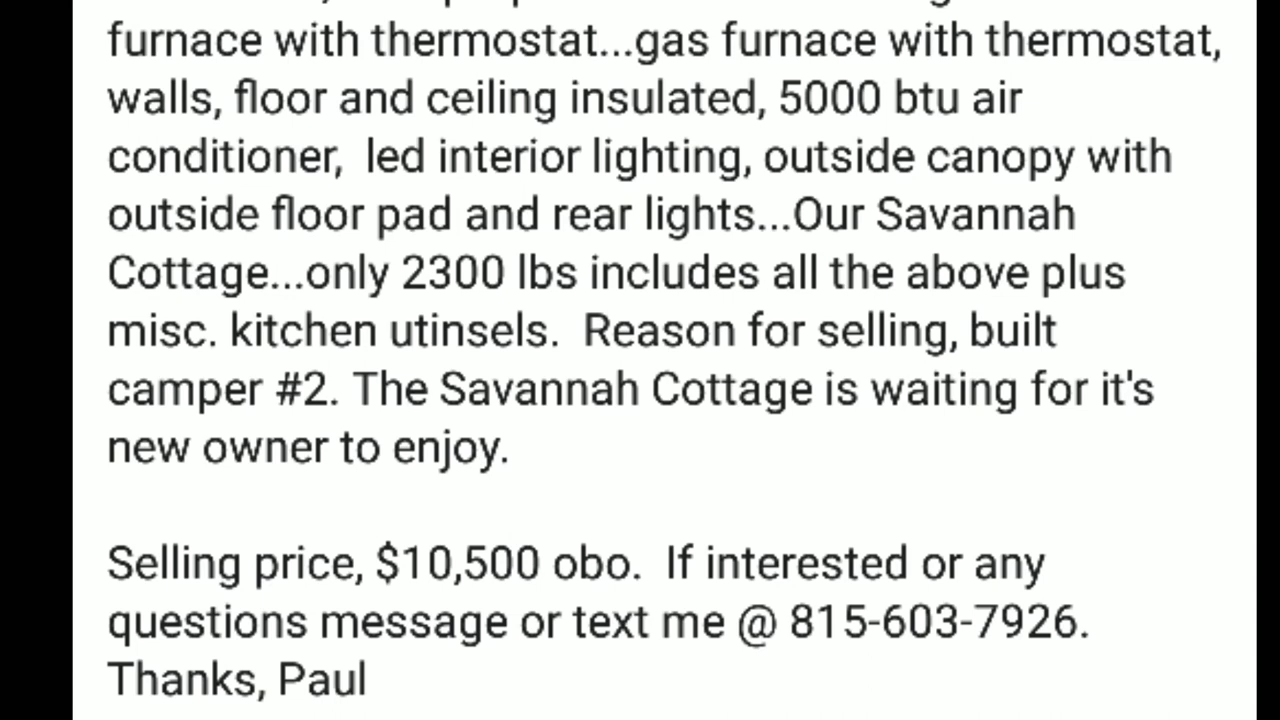 furnace with thermostat...gas furnace with thermostat,
walls, floor and ceiling insulated, 5000 btu air
conditioner,  led interior lighting, outside canopy with
outside floor pad and rear lights...Our Savannah
Cottage...only 2300 lbs includes all the above plus
misc. kitchen utinsels.  Reason for selling, built
camper #2. The Savannah Cottage is waiting for it's
new owner to enjoy.
Selling price, $10,500 obo.  If interested or any
questions message or text me @ 815-603-7926.
Thanks, Paul